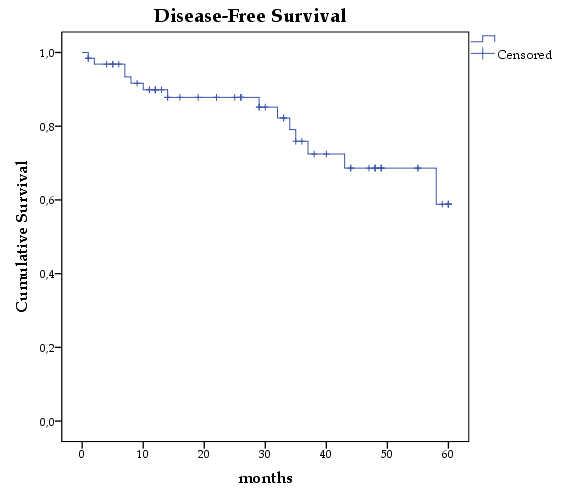 Disease-Free Survival
Censored
1,0
0,8
0,6
0,4
0,2
0,0
Cumulative Survival
0 10 20 30 40 50 60
months